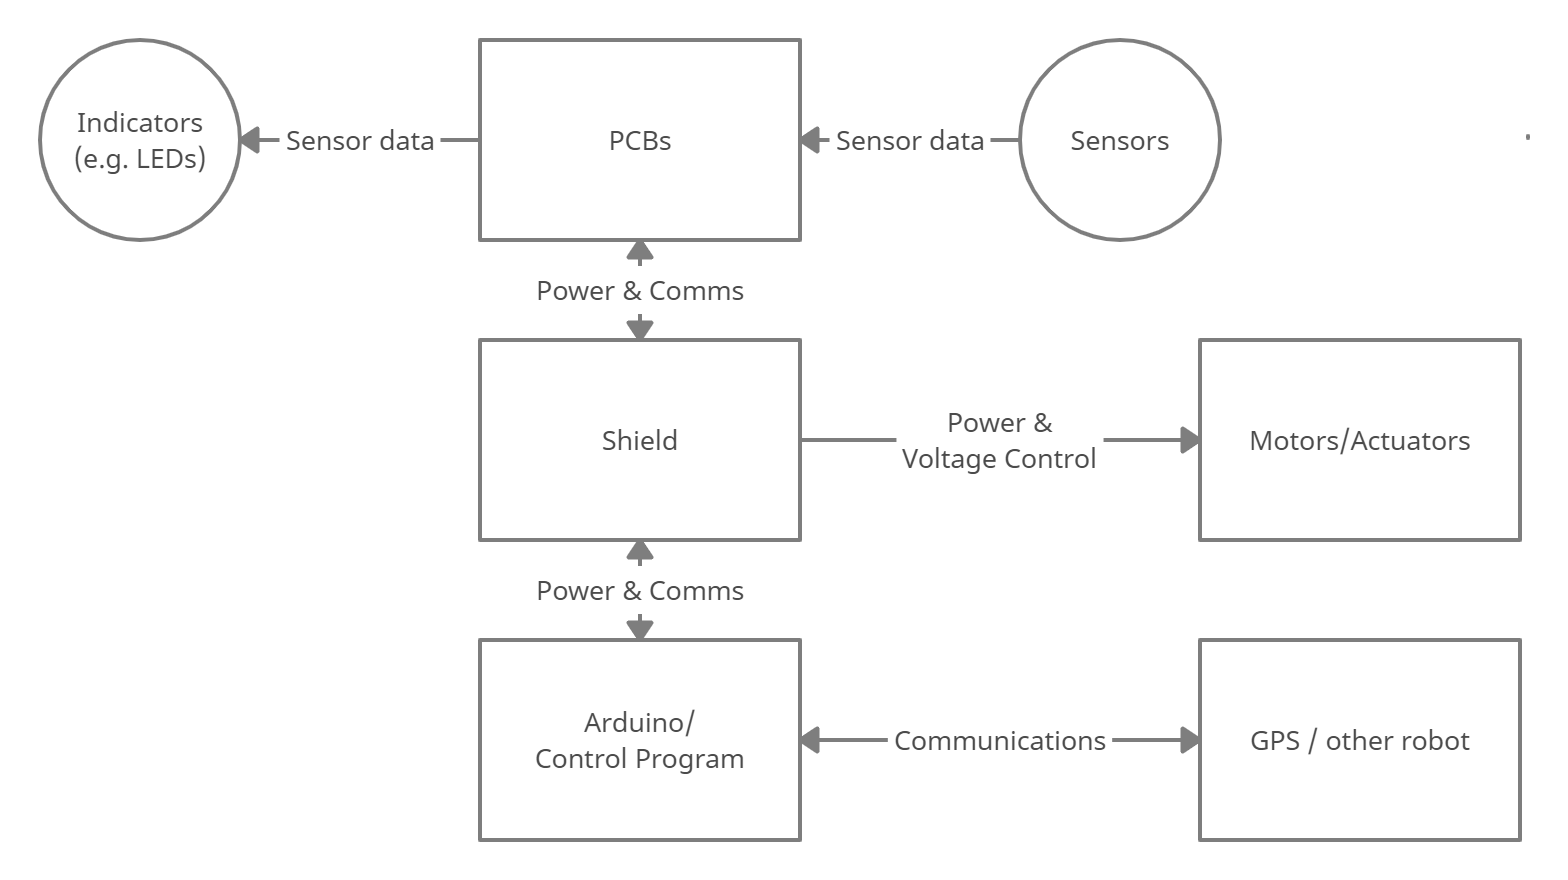 Indicators
(e.g. LEDs)
Sensor data
PCBs
Sensor data
Sensors
Power & Comms
Shield
Power &
Voltage Control
Motors/Actuators
Power & Comms
Arduino/
Control Program
Communications
GPS / other robot